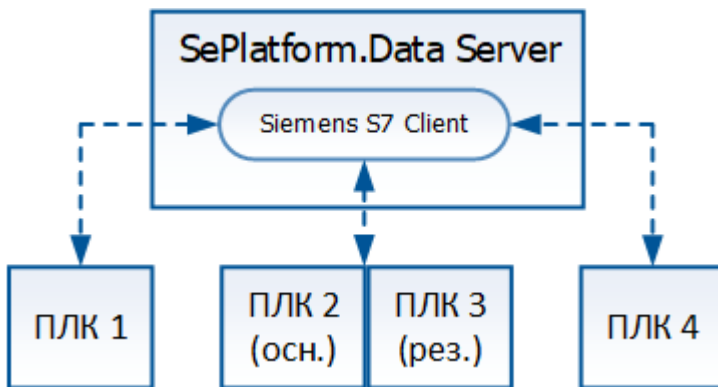 SePlatform.Data Server
Siemens S7 Client
ПЛК 1
ПЛК 2
(осн.)
ПЛК 3
(рез.)
ПЛК 4